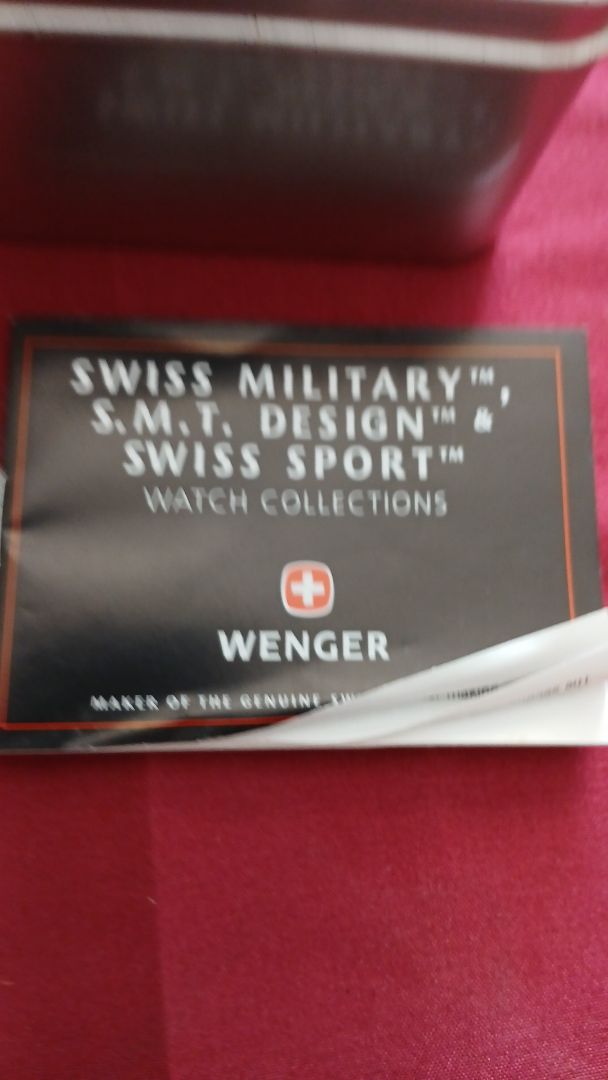 SWISS MILITARY™,
S.M.T. DESIGN™ &
SWISS SPORT™
WATCH COLLECTIONS
WENGER
MAKER OF THE GENUINE